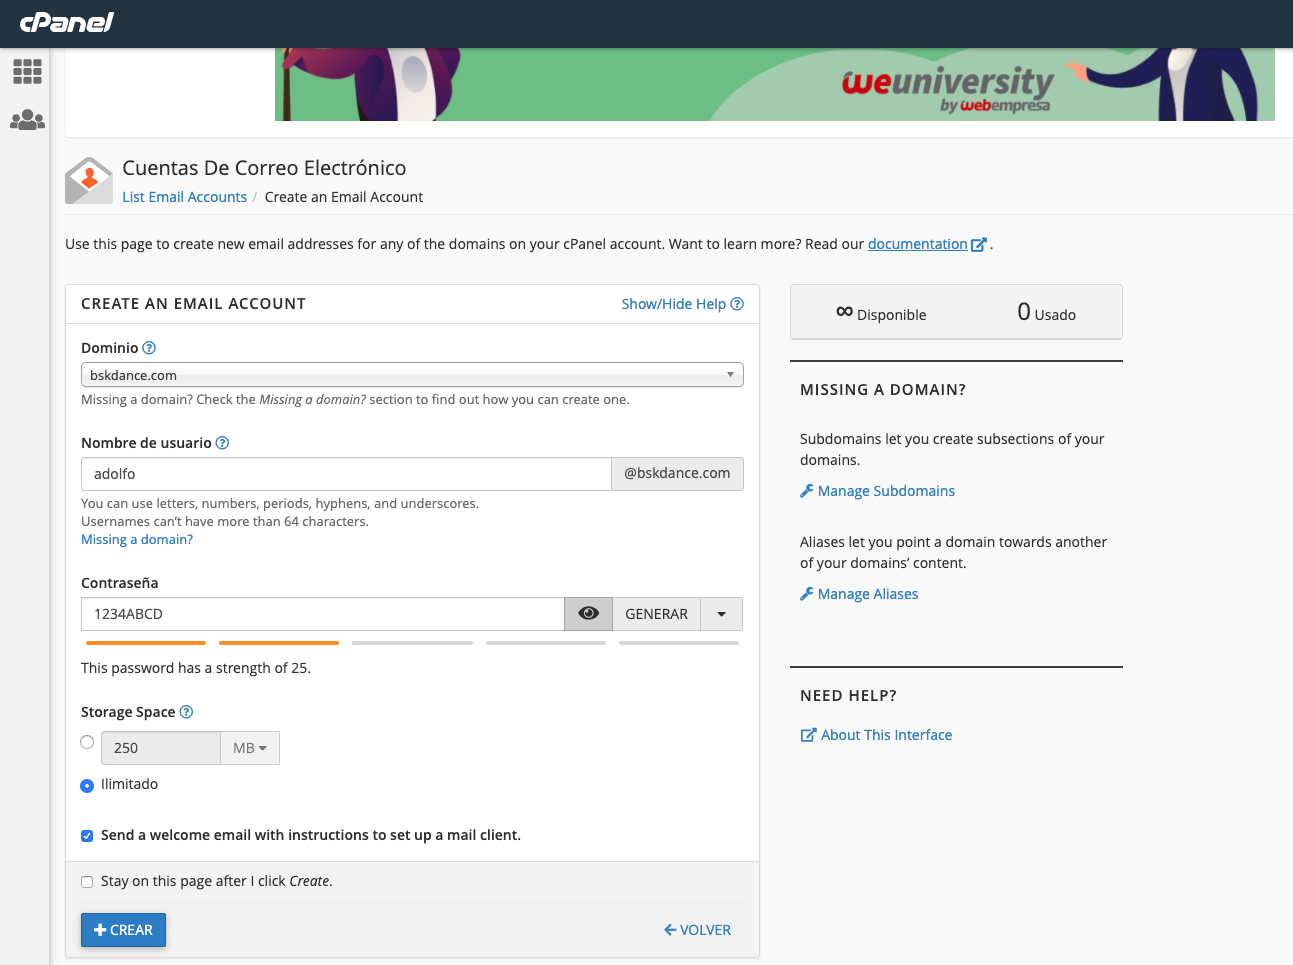 cPanel
weuniversity
by webempresa
Cuentas De Correo Electrónico
List Email Accounts / Create an Email Account
Use this page to create new email addresses for any of the domains on your cPanel account. Want to learn more? Read our documentation .
CREATE AN EMAIL ACCOUNT
Show/Hide Help
Dominio
bskdance.com
Missing a domain? Check the Missing a domain? section to find out how you can create one.
Nombre de usuario
adolfo @bskdance.com
You can use letters, numbers, periods, hyphens, and underscores.
Usernames can’t have more than 64 characters.
Missing a domain?
Contraseña
1234ABCD GENERAR
This password has a strength of 25.
Storage Space
250 MB
Ilimitado
Send a welcome email with instructions to set up a mail client.
Stay on this page after I click Create.
+ CREAR
← VOLVER
∞ Disponible
0 Usado
MISSING A DOMAIN?
Subdomains let you create subsections of your
domains.
Manage Subdomains
Aliases let you point a domain towards another
of your domains’ content.
Manage Aliases
NEED HELP?
About This Interface